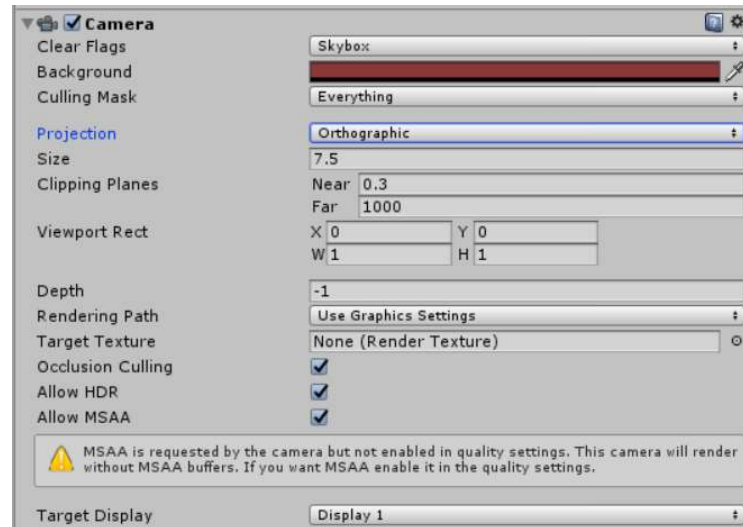 Camera
Clear Flags Skybox
Background
Culling Mask Everything
Projection Orthographic
Size 7.5
Clipping Planes Near 0.3
Far 1000
Viewport Rect X 0 Y 0
W 1 H 1
Depth -1
Rendering Path Use Graphics Settings
Target Texture None (Render Texture)
Occlusion Culling
Allow HDR
Allow MSAA
MSAA is requested by the camera but not enabled in quality settings. This camera will render
without MSAA buffers. If you want MSAA enable it in the quality settings.
Target Display Display 1